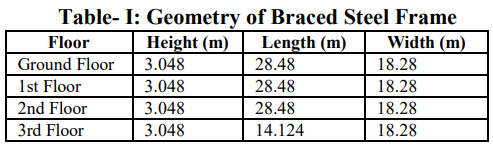 Table- I: Geometry of Braced Steel Frame
Floor Height (m) Length (m) Width (m)
Ground Floor 3.048 28.48 18.28
1st Floor 3.048 28.48 18.28
2nd Floor 3.048 28.48 18.28
3rd Floor 3.048 14.124 18.28